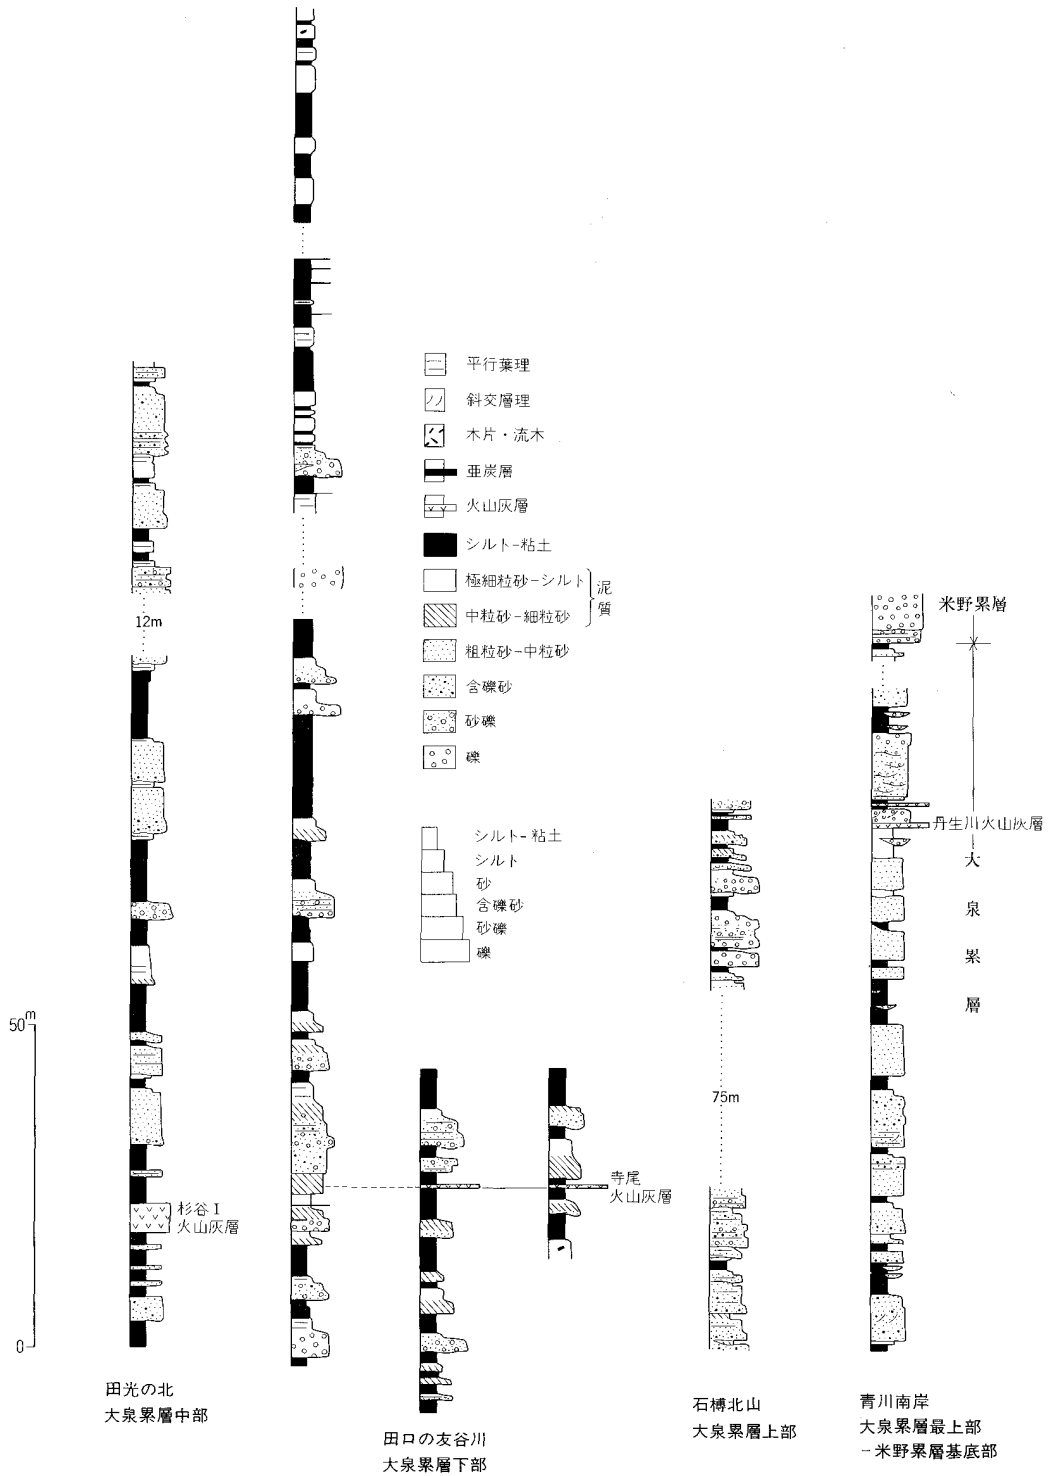 平行葉理
斜交層理
木片・流木
亜炭層
火山灰層
シルト-粘土
極細粒砂-シルト
中粒砂-細粒砂
泥質
粗粒砂-中粒砂
含礫砂
砂礫
礫
シルト-粘土
シルト
砂
含礫砂
砂礫
礫
12m
杉谷Ⅰ
火山灰層
50m
0
寺尾
火山灰層
75m
米野累層
丹生川火山灰層
大泉累層
田光の北
大泉累層中部
田口の友谷川
大泉累層下部
石榑北山
大泉累層上部
青川南岸
大泉累層最上部
-米野累層基底部